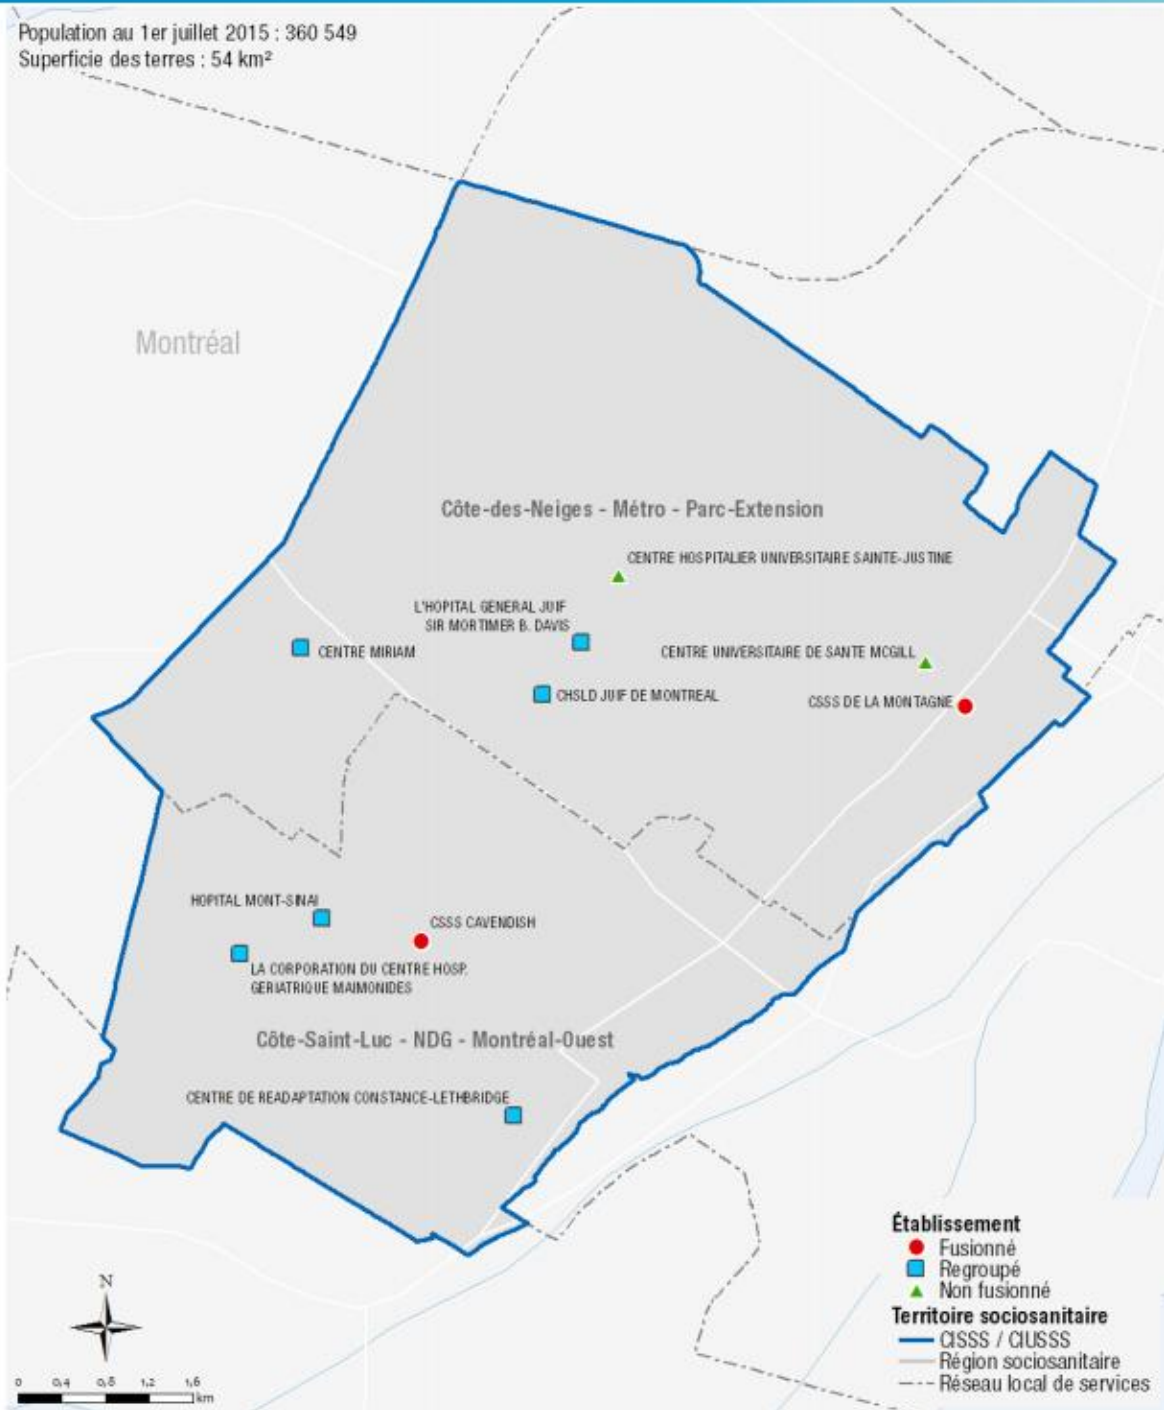 Population au 1er juillet 2015 : 360 549
Superficie des terres : 54 km²
Montréal
Côte-des-Neiges - Métro - Parc-Extension
CENTRE HOSPITALIER UNIVERSITAIRE SAINTE-JUSTINE
L'HOPITAL GENERAL JUIF
SIR MORTIMER B. DAVIS
CENTRE MIRIAM
CENTRE UNIVERSITAIRE DE SANTE MCGILL
CHSLD JUIF DE MONTREAL
CSSS DE LA MONTAGNE
HOPITAL MONT-SINAI
CSSS CAVENDISH
LA CORPORATION DU CENTRE HOSP.
GERIATRIQUE MAIMONIDES
Côte-Saint-Luc - NDG - Montréal-Ouest
CENTRE DE READAPTATION CONSTANCE-LETHBRIDGE
Établissement
Fusionné
Regroupé
Non fusionné
Territoire sociosanitaire
CISSS / CIUSSS
Région sociosanitaire
Réseau local de services
N
0 0,4 0,8 1,2 1,6
km